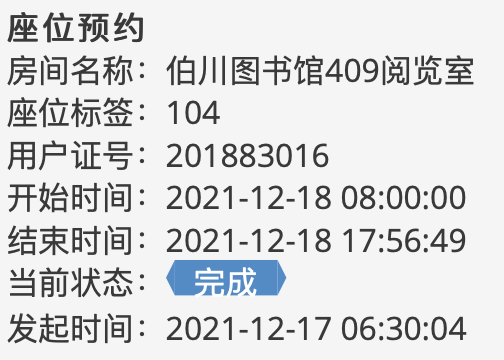 座位预约
房间名称：伯川图书馆409阅览室
座位标签：104
用户证号：201883016
开始时间：2021-12-18 08:00:00
结束时间：2021-12-18 17:56:49
当前状态：完成
发起时间：2021-12-17 06:30:04